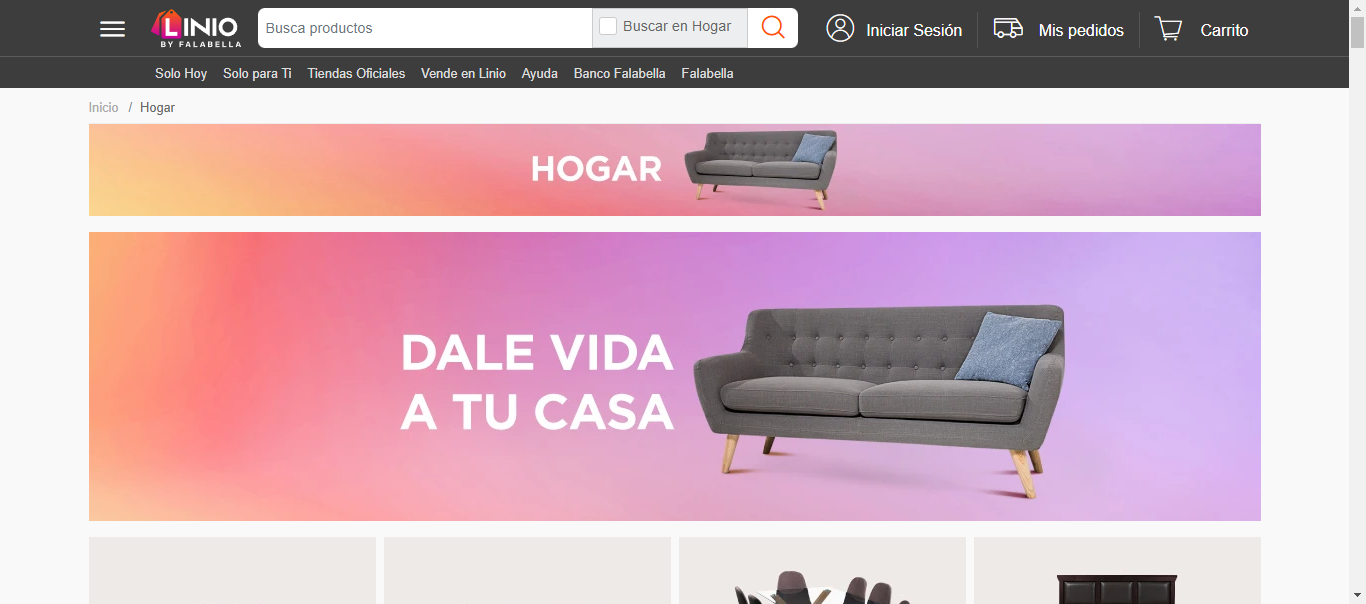 LINIO
BY FALABELLA
Busca productos
Buscar en Hogar
Iniciar Sesión
Mis pedidos
Carrito
Solo Hoy
Solo para Ti
Tiendas Oficiales
Vende en Linio
Ayuda
Banco Falabella
Falabella
Inicio / Hogar
HOGAR
DALE VIDA
A TU CASA